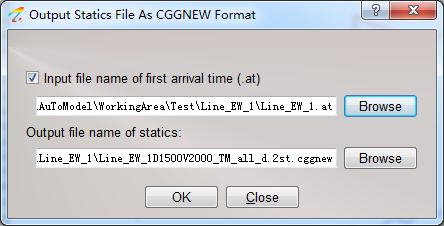 Output Statics File As CGGNEW Format
Input file name of first arrival time (.at)
.AuToModel\WorkingArea\Test\Line_EW_1\Line_EW_1.at
Browse
Output file name of statics:
.Line_EW_1\Line_EW_1D1500V2000_TM_all_d.2st.cggnew
Browse
OK
Close